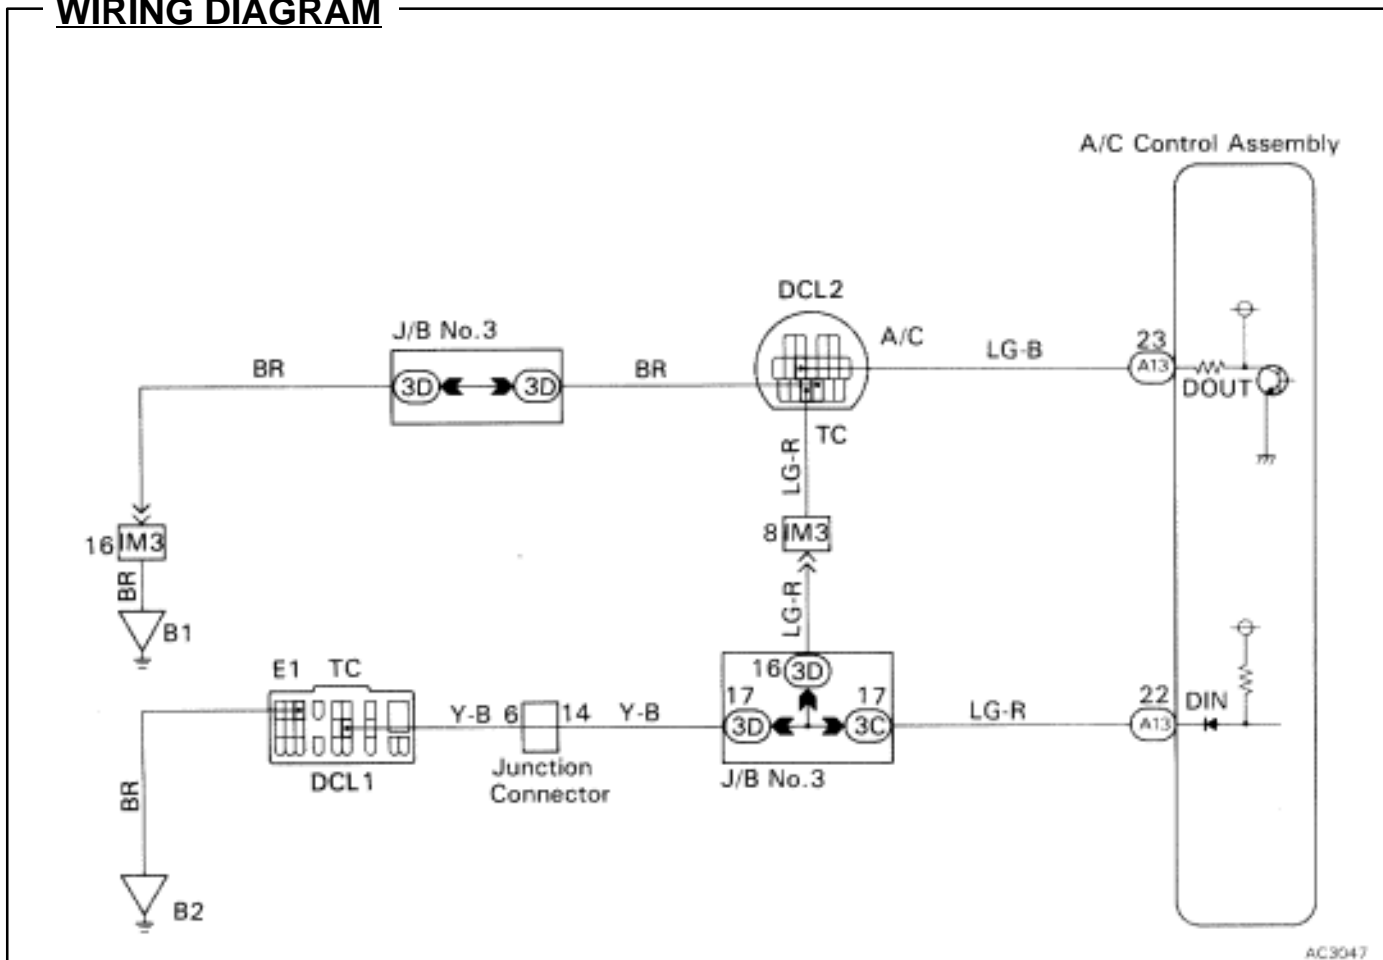 WIRING DIAGRAM
A/C Control Assembly
DCL2
J/B No.3
A/C
BR
3D
3D
BR
LG-B
23
A13
DOUT
TC
LG-R
16 IM3
8 IM3
BR
LG-R
B1
E1 TC
16 3D
17
17
22
DIN
Y-B 6
14 Y-B
3D
3C
LG-R
A13
DCL1
Junction
Connector
J/B No.3
BR
B2
AC3047